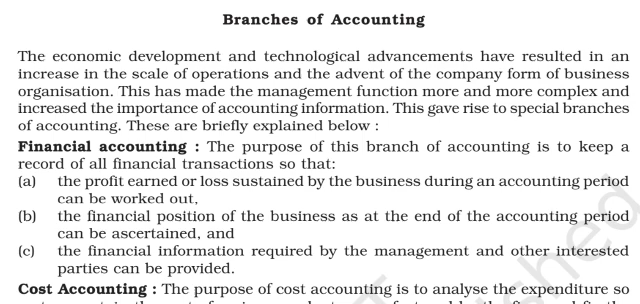 Branches of Accounting
The economic development and technological advancements have resulted in an
increase in the scale of operations and the advent of the company form of business
organisation. This has made the management function more and more complex and
increased the importance of accounting information. This gave rise to special branches
of accounting. These are briefly explained below :
Financial accounting : The purpose of this branch of accounting is to keep a
record of all financial transactions so that:
(a) the profit earned or loss sustained by the business during an accounting period
can be worked out,
(b) the financial position of the business as at the end of the accounting period
can be ascertained, and
(c) the financial information required by the management and other interested
parties can be provided.
Cost Accounting : The purpose of cost accounting is to analyse the expenditure so